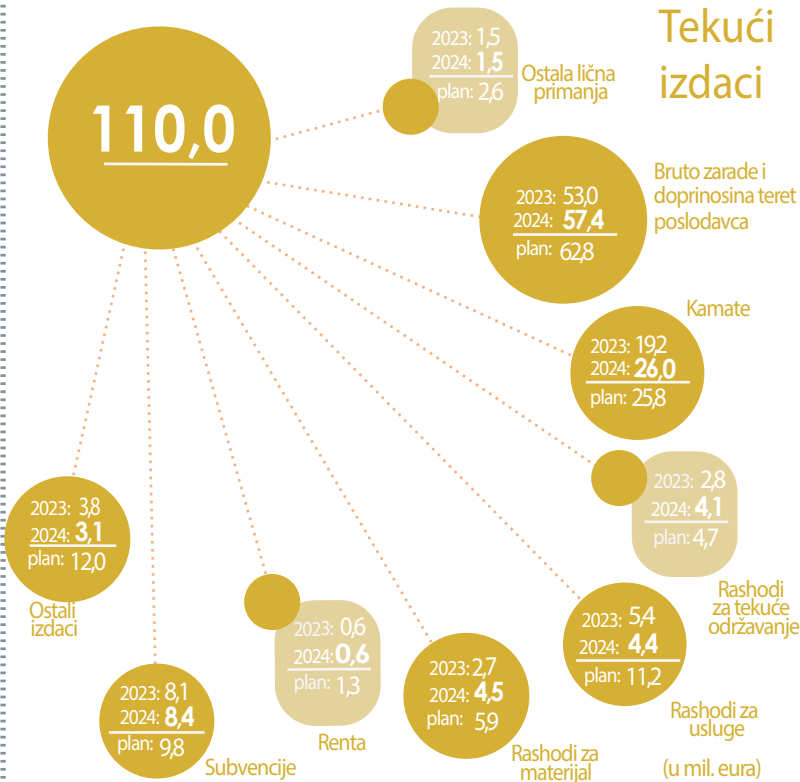 Tekući
izdaci
110,0
2023: 1,5
2024: 1,5
plan: 2,6
Ostala lična
primanja
2023: 53,0
2024: 57,4
plan: 62,8
Bruto zarade i
doprinosina teret
poslodavca
Kamate
2023: 19,2
2024: 26,0
plan: 25,8
2023: 2,8
2024: 4,1
plan: 4,7
Rashodi
za tekuće
održavanje
2023: 5,4
2024: 4,4
plan: 11,2
Rashodi za
usluge
2023: 2,7
2024: 4,5
plan: 5,9
Rashodi za
materijal
2023: 0,6
2024: 0,6
plan: 1,3
Renta
2023: 8,1
2024: 8,4
plan: 9,8
Subvencije
2023: 3,8
2024: 3,1
plan: 12,0
Ostali
izdaci
(u mil. eura)